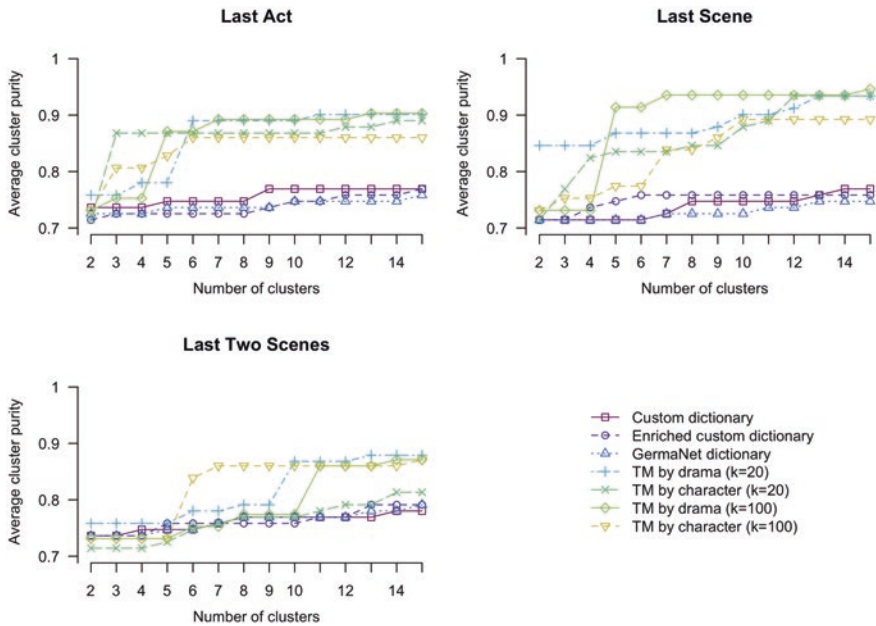 Last Act
Average cluster purity
1
0.9
0.8
0.7
2 3 4 5 6 7 8 9 10 12 14
Number of clusters
Last Scene
Average cluster purity
1
0.9
0.8
0.7
2 3 4 5 6 7 8 9 10 12 14
Number of clusters
Last Two Scenes
Average cluster purity
1
0.9
0.8
0.7
2 3 4 5 6 7 8 9 10 12 14
Number of clusters
Custom dictionary
Enriched custom dictionary
GermaNet dictionary
TM by drama (k=20)
TM by character (k=20)
TM by drama (k=100)
TM by character (k=100)